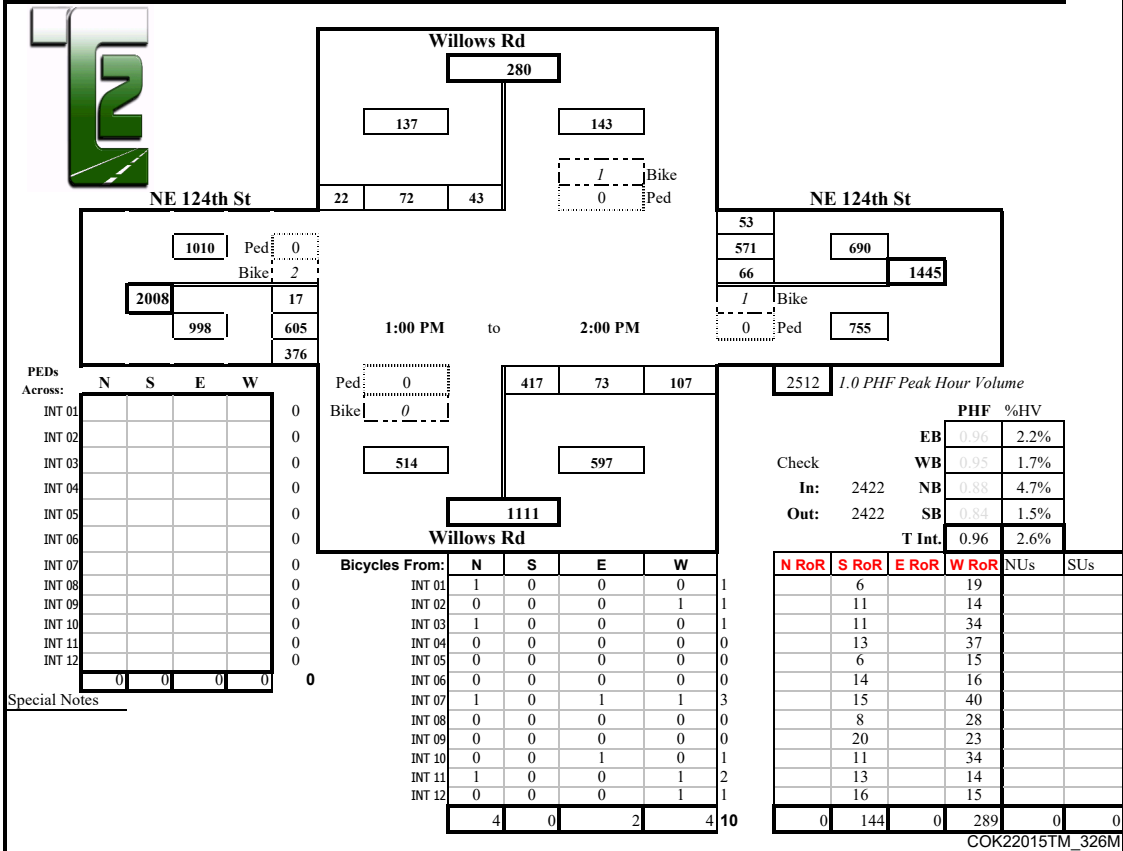 T2
Willows Rd
280
137 143
1 Bike
NE 124th St 22 72 43 0 Ped NE 124th St
53
1010 Ped 0 571 690
Bike 2 66 1445
2008 17 1 Bike
998 605 1:00 PM to 2:00 PM 0 Ped 755
376
PEDs Across: N S E W Ped 0 417 73 107 2512 1.0 PHF Peak Hour Volume
INT 01 0 Bike 0 PHF %HV
INT 02 0 EB 0.96 2.2%
INT 03 0 514 597 Check WB 0.95 1.7%
INT 04 0 In: 2422 NB 0.88 4.7%
INT 05 0 1111 Out: 2422 SB 0.84 1.5%
INT 06 0 Willows Rd T Int. 0.96 2.6%
INT 07 0 Bicycles From: N S E W N RoR S RoR E RoR W RoR NUs SUs
INT 08 0 INT 01 1 0 0 0 1 6 19
INT 09 0 INT 02 0 0 0 1 1 11 14
INT 10 0 INT 03 1 0 0 0 1 11 34
INT 11 0 INT 04 0 0 0 0 0 13 37
INT 12 0 INT 05 0 0 0 0 0 6 15
0 0 0 0 0 INT 06 0 0 0 0 0 14 16
Special Notes INT 07 1 0 1 1 3 15 40
INT 08 0 0 0 0 0 8 28
INT 09 0 0 0 0 0 20 23
INT 10 0 0 1 0 1 11 34
INT 11 1 0 0 1 2 13 14
INT 12 0 0 0 1 1 16 15
4 0 2 4 10 0 144 0 289 0 0
COK22015TM_326M